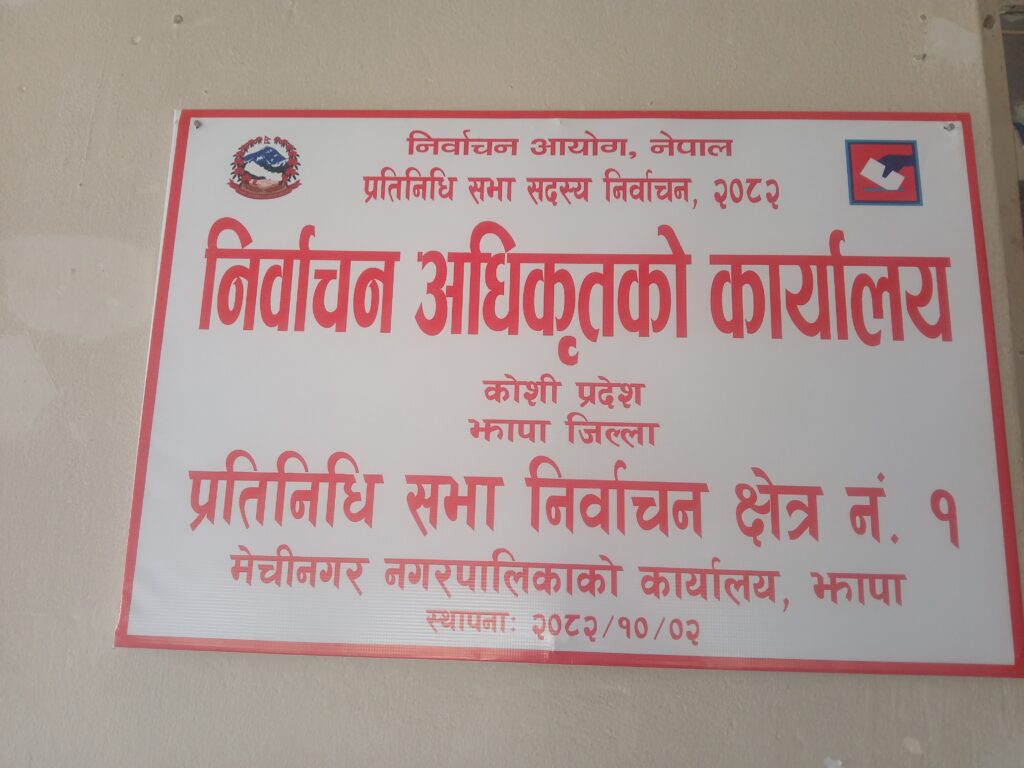 निर्वाचन आयोग, नेपाल
प्रतिनिधि सभा सदस्य निर्वाचन, २०८२
निर्वाचन अधिकृतको कार्यालय
कोशी प्रदेश
झापा जिल्ला
प्रतिनिधि सभा निर्वाचन क्षेत्र नं. १
मेचीनगर नगरपालिकाको कार्यालय, झापा
स्थापनाः २०८२/१०/०२